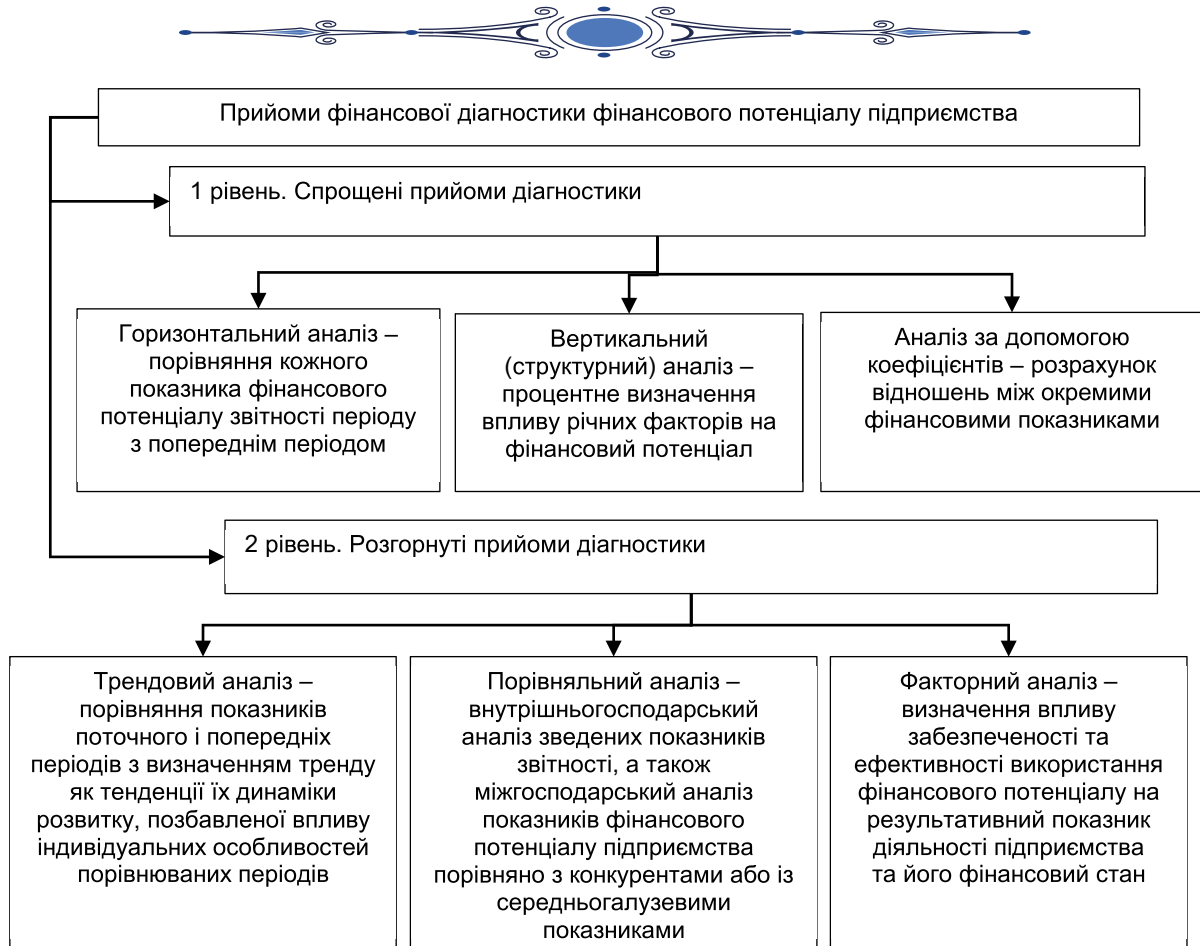 Прийоми фінансової діагностики фінансового потенціалу підприємства
1 рівень. Спрощені прийоми діагностики
Горизонтальний аналіз –
порівняння кожного
показника фінансового
потенціалу звітності періоду
з попереднім періодом
Вертикальний
(структурний) аналіз –
процентне визначення
впливу річних факторів на
фінансовий потенціал
Аналіз за допомогою
коефіцієнтів – розрахунок
відношень між окремими
фінансовими показниками
2 рівень. Розгорнуті прийоми діагностики
Трендовий аналіз –
порівняння показників
поточного і попередніх
періодів з визначенням тренду
як тенденції їх динаміки
розвитку, позбавленої впливу
індивідуальних особливостей
порівнюваних періодів
Порівняльний аналіз –
внутрішньогосподарський
аналіз зведених показників
звітності, а також
міжгосподарський аналіз
показників фінансового
потенціалу підприємства
порівняно з конкурентами або із
середньогалузевими
показниками
Факторний аналіз –
визначення впливу
забезпеченості та
ефективності використання
фінансового потенціалу на
результативний показник
діяльності підприємства
та його фінансовий стан